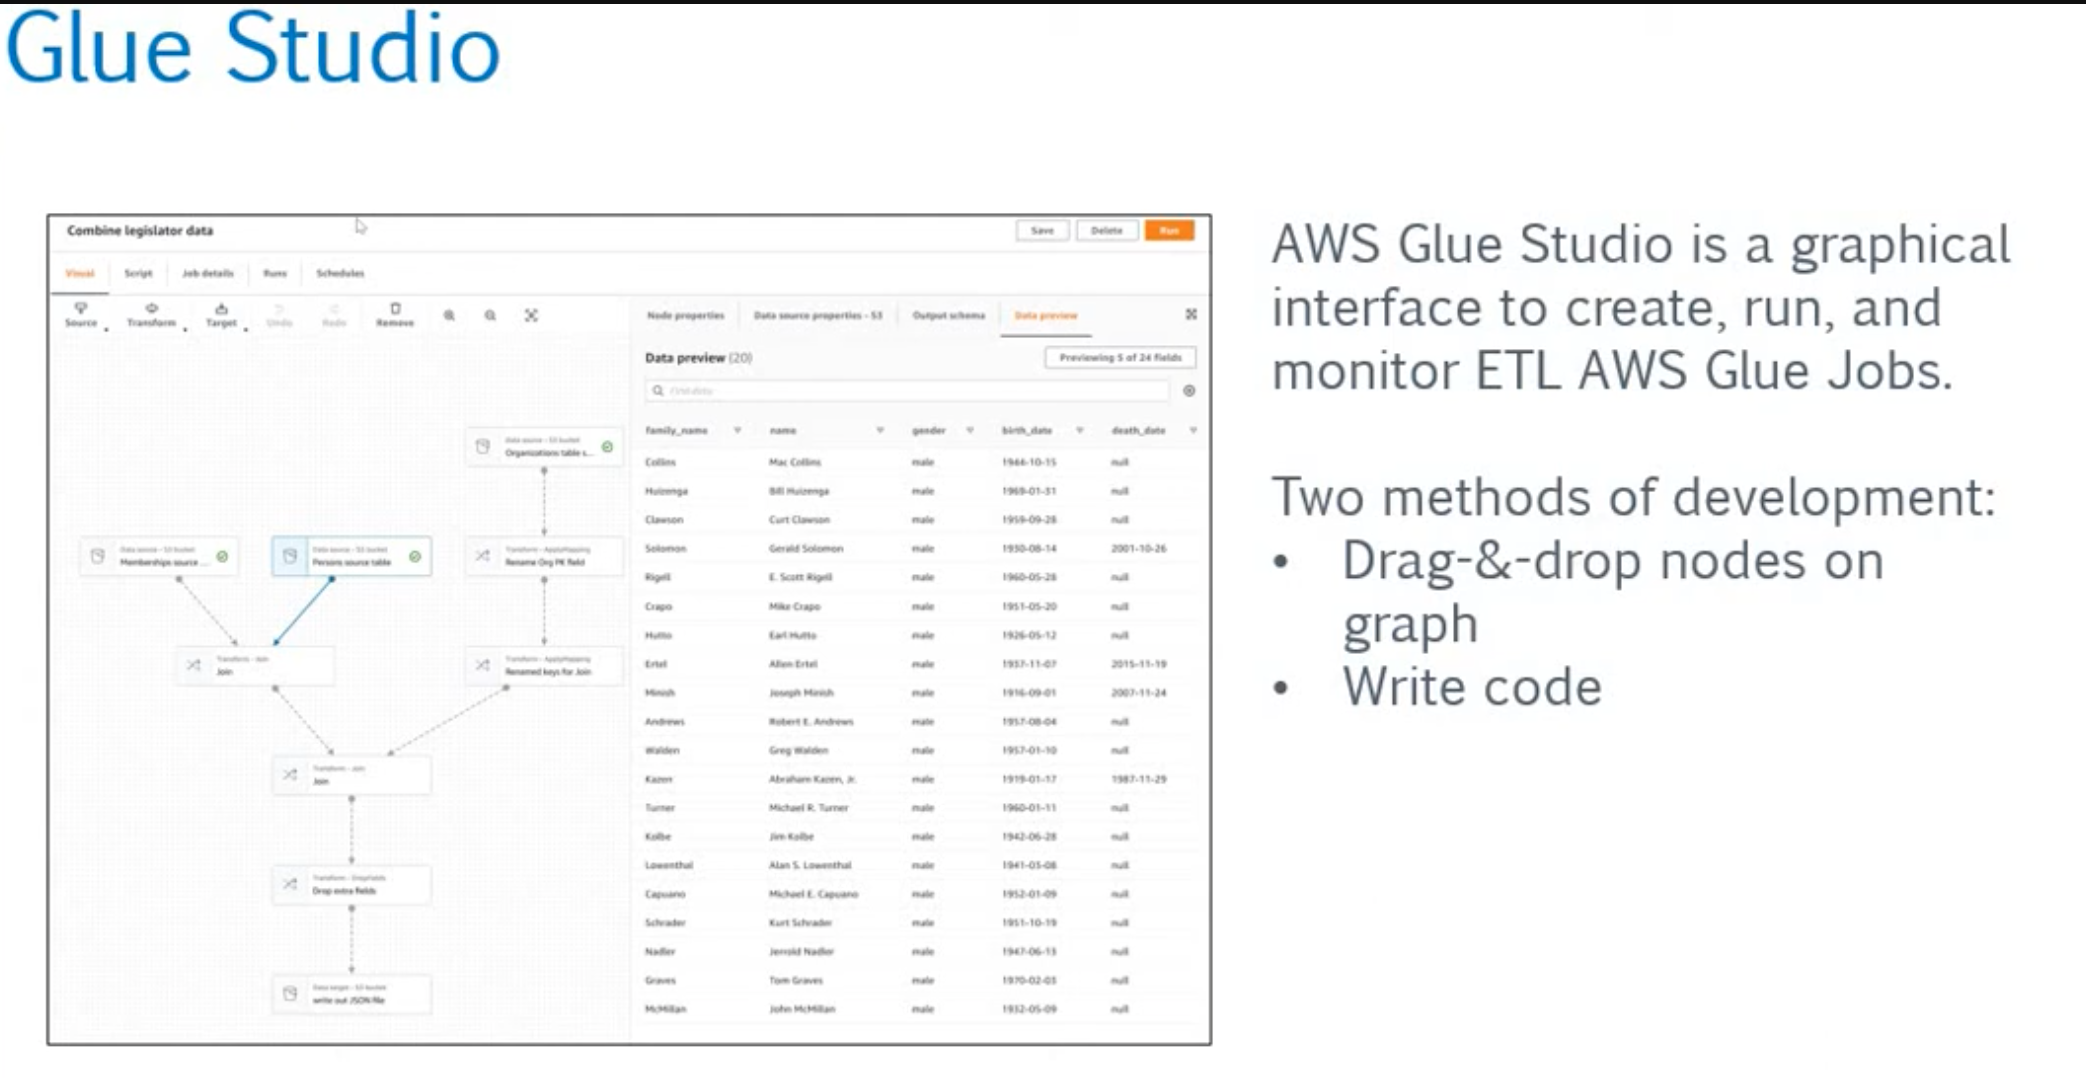 Glue Studio
Combine legislator data
Save Delete Run
Visual Script Job details Runs Schedules
Source Transform Target Undo Redo Remove
Node properties Data source properties - S3 Output schema Data preview
Data preview (20)
Previewing 5 of 24 fields
Find data
family_name name gender birth_date death_date
Collins Mac Collins male 1944-10-15 null
Huizenga Bill Huizenga male 1969-01-31 null
Clawson Curt Clawson male 1959-09-28 null
Solomon Gerald Solomon male 1930-08-14 2001-10-26
Rigell E. Scott Rigell male 1960-05-28 null
Crapo Mike Crapo male 1951-05-20 null
Hutto Earl Hutto male 1926-05-12 null
Ertel Allen Ertel male 1937-11-07 2015-11-19
Minish Joseph Minish male 1916-09-01 2007-11-24
Andrews Robert E. Andrews male 1957-08-04 null
Walden Greg Walden male 1957-01-10 null
Kazen Abraham Kazen, Jr. male 1919-01-17 1987-11-29
Turner Michael R. Turner male 1960-01-11 null
Kolbe Jim Kolbe male 1942-06-28 null
Lowenthal Alan S. Lowenthal male 1941-03-08 null
Capuano Michael E. Capuano male 1952-01-09 null
Schrader Kurt Schrader male 1951-10-19 null
Nadler Jerrold Nadler male 1947-06-13 null
Graves Tom Graves male 1970-02-03 null
McMillan John McMillan male 1932-05-09 null
Data source - S3 bucket
Organizations table s...
Data source - S3 bucket
Memberships source ...
Data source - S3 bucket
Persons source table
Transform - ApplyMapping
Rename Org PK field
Transform - Join
Join
Transform - ApplyMapping
Renamed keys for Join
Transform - Join
Join
Transform - DropFields
Drop extra fields
Data target - S3 bucket
write out JSON file
AWS Glue Studio is a graphical
interface to create, run, and
monitor ETL AWS Glue Jobs.
Two methods of development:
• Drag-&-drop nodes on
graph
• Write code